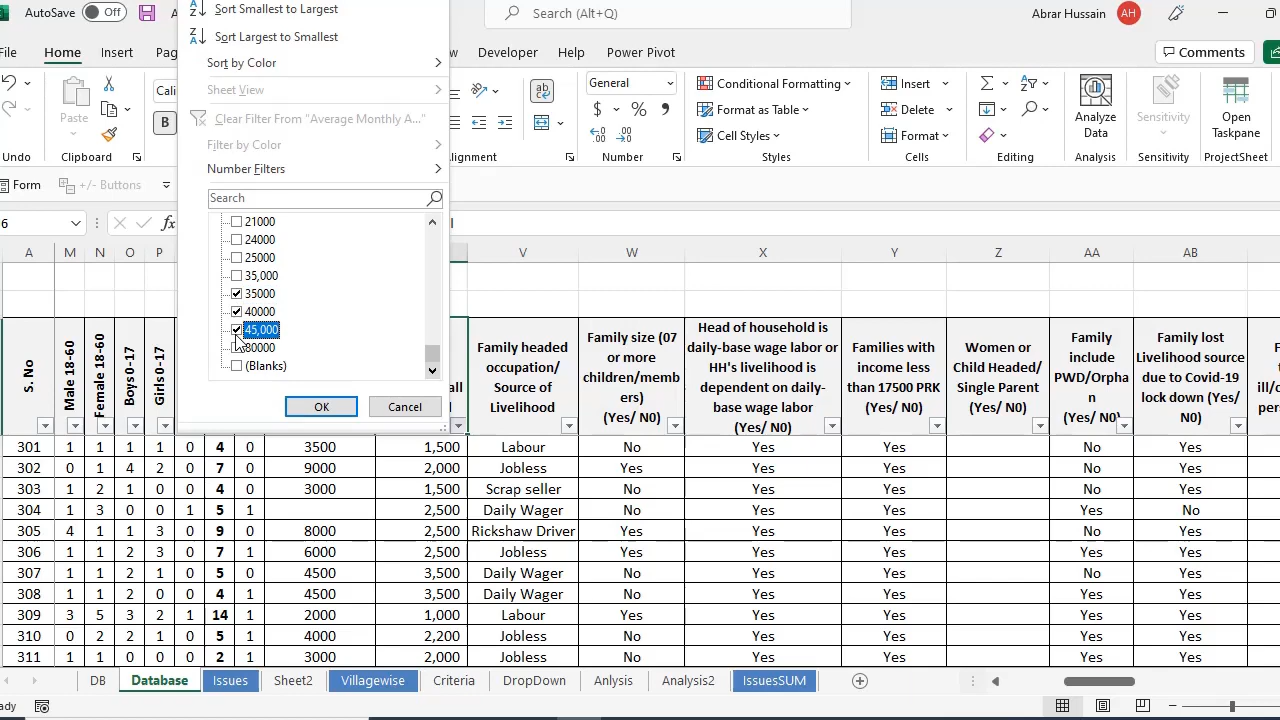 AutoSave Off
Search (Alt+Q)
Abrar Hussain AH
Sort Smallest to Largest
Sort Largest to Smallest
Sort by Color
Sheet View
Clear Filter From "Average Monthly A..."
Filter by Color
Number Filters
Search
21000
24000
25000
35,000
35000
40000
45,000
80000
(Blanks)
OK Cancel
File Home Insert Developer Help Power Pivot Comments
Paste
B
Undo Clipboard
General
$ % ,
Number
Conditional Formatting
Format as Table
Cell Styles
Styles
Insert
Delete
Format
Cells
Editing
Analyze Data
Analysis
Sensitivity
Sensitivity
Open Taskpane
ProjectSheet
Form +/- Buttons
6 fx
A M N O P V W X Y Z AA AB
S. No
Male 18-60
Female 18-60
Boys 0-17
Girls 0-17
Family headed occupation/ Source of Livelihood
Family size (07 or more children/members) (Yes/ N0)
Head of household is daily-base wage labor or HH's livelihood is dependent on daily-base wage labor (Yes/ N0)
Families with income less than 17500 PRK (Yes/ N0)
Women or Child Headed/ Single Parent (Yes/ N0)
Family include PWD/Orphan (Yes/ N0)
Family lost Livelihood source due to Covid-19 lock down (Yes/ N0)
301 1 1 1 1 0 4 0 3500 1,500 Labour No Yes Yes No Yes
302 0 1 4 2 0 7 0 9000 2,000 Jobless Yes Yes Yes No Yes
303 1 2 1 0 0 4 0 3000 1,500 Scrap seller No Yes Yes No Yes
304 1 3 0 0 1 5 1 2,500 Daily Wager No Yes Yes Yes No
305 4 1 1 3 0 9 0 8000 2,500 Rickshaw Driver Yes Yes Yes No Yes
306 1 1 2 3 0 7 1 6000 2,500 Jobless Yes Yes Yes Yes Yes
307 1 1 2 1 0 5 0 4500 3,500 Daily Wager No Yes Yes No Yes
308 1 1 2 0 0 4 1 4500 3,500 Daily Wager No Yes Yes Yes Yes
309 3 5 3 2 1 14 1 2000 1,000 Labour Yes Yes Yes Yes Yes
310 0 2 2 1 0 5 1 4000 2,200 Jobless No Yes Yes Yes Yes
311 1 1 0 0 0 2 1 3000 2,000 Jobless No Yes Yes Yes Yes
DB Database Issues Sheet2 Villagewise Criteria DropDown Anlysis Analysis2 IssuesSUM